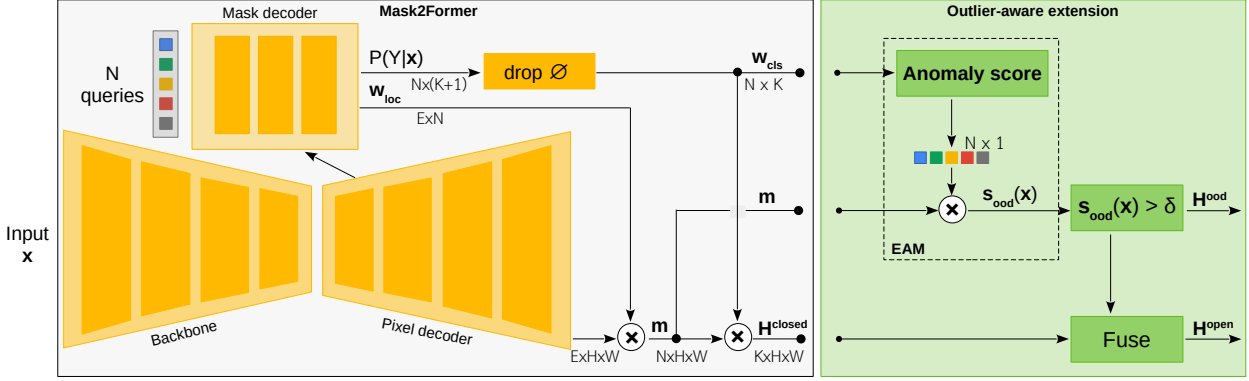 Mask decoder
Mask2Former
Outlier-aware extension
N
queries
P(Y|x)
Nx(K+1)
drop ∅
w_cls
N x K
Anomaly score
w_loc
ExN
N x 1
m
s_ood(x)
s_ood(x) > δ
H^ood
EAM
Input
x
Backbone
Pixel decoder
ExHxW
m
NxHxW
H^closed
KxHxW
Fuse
H^open